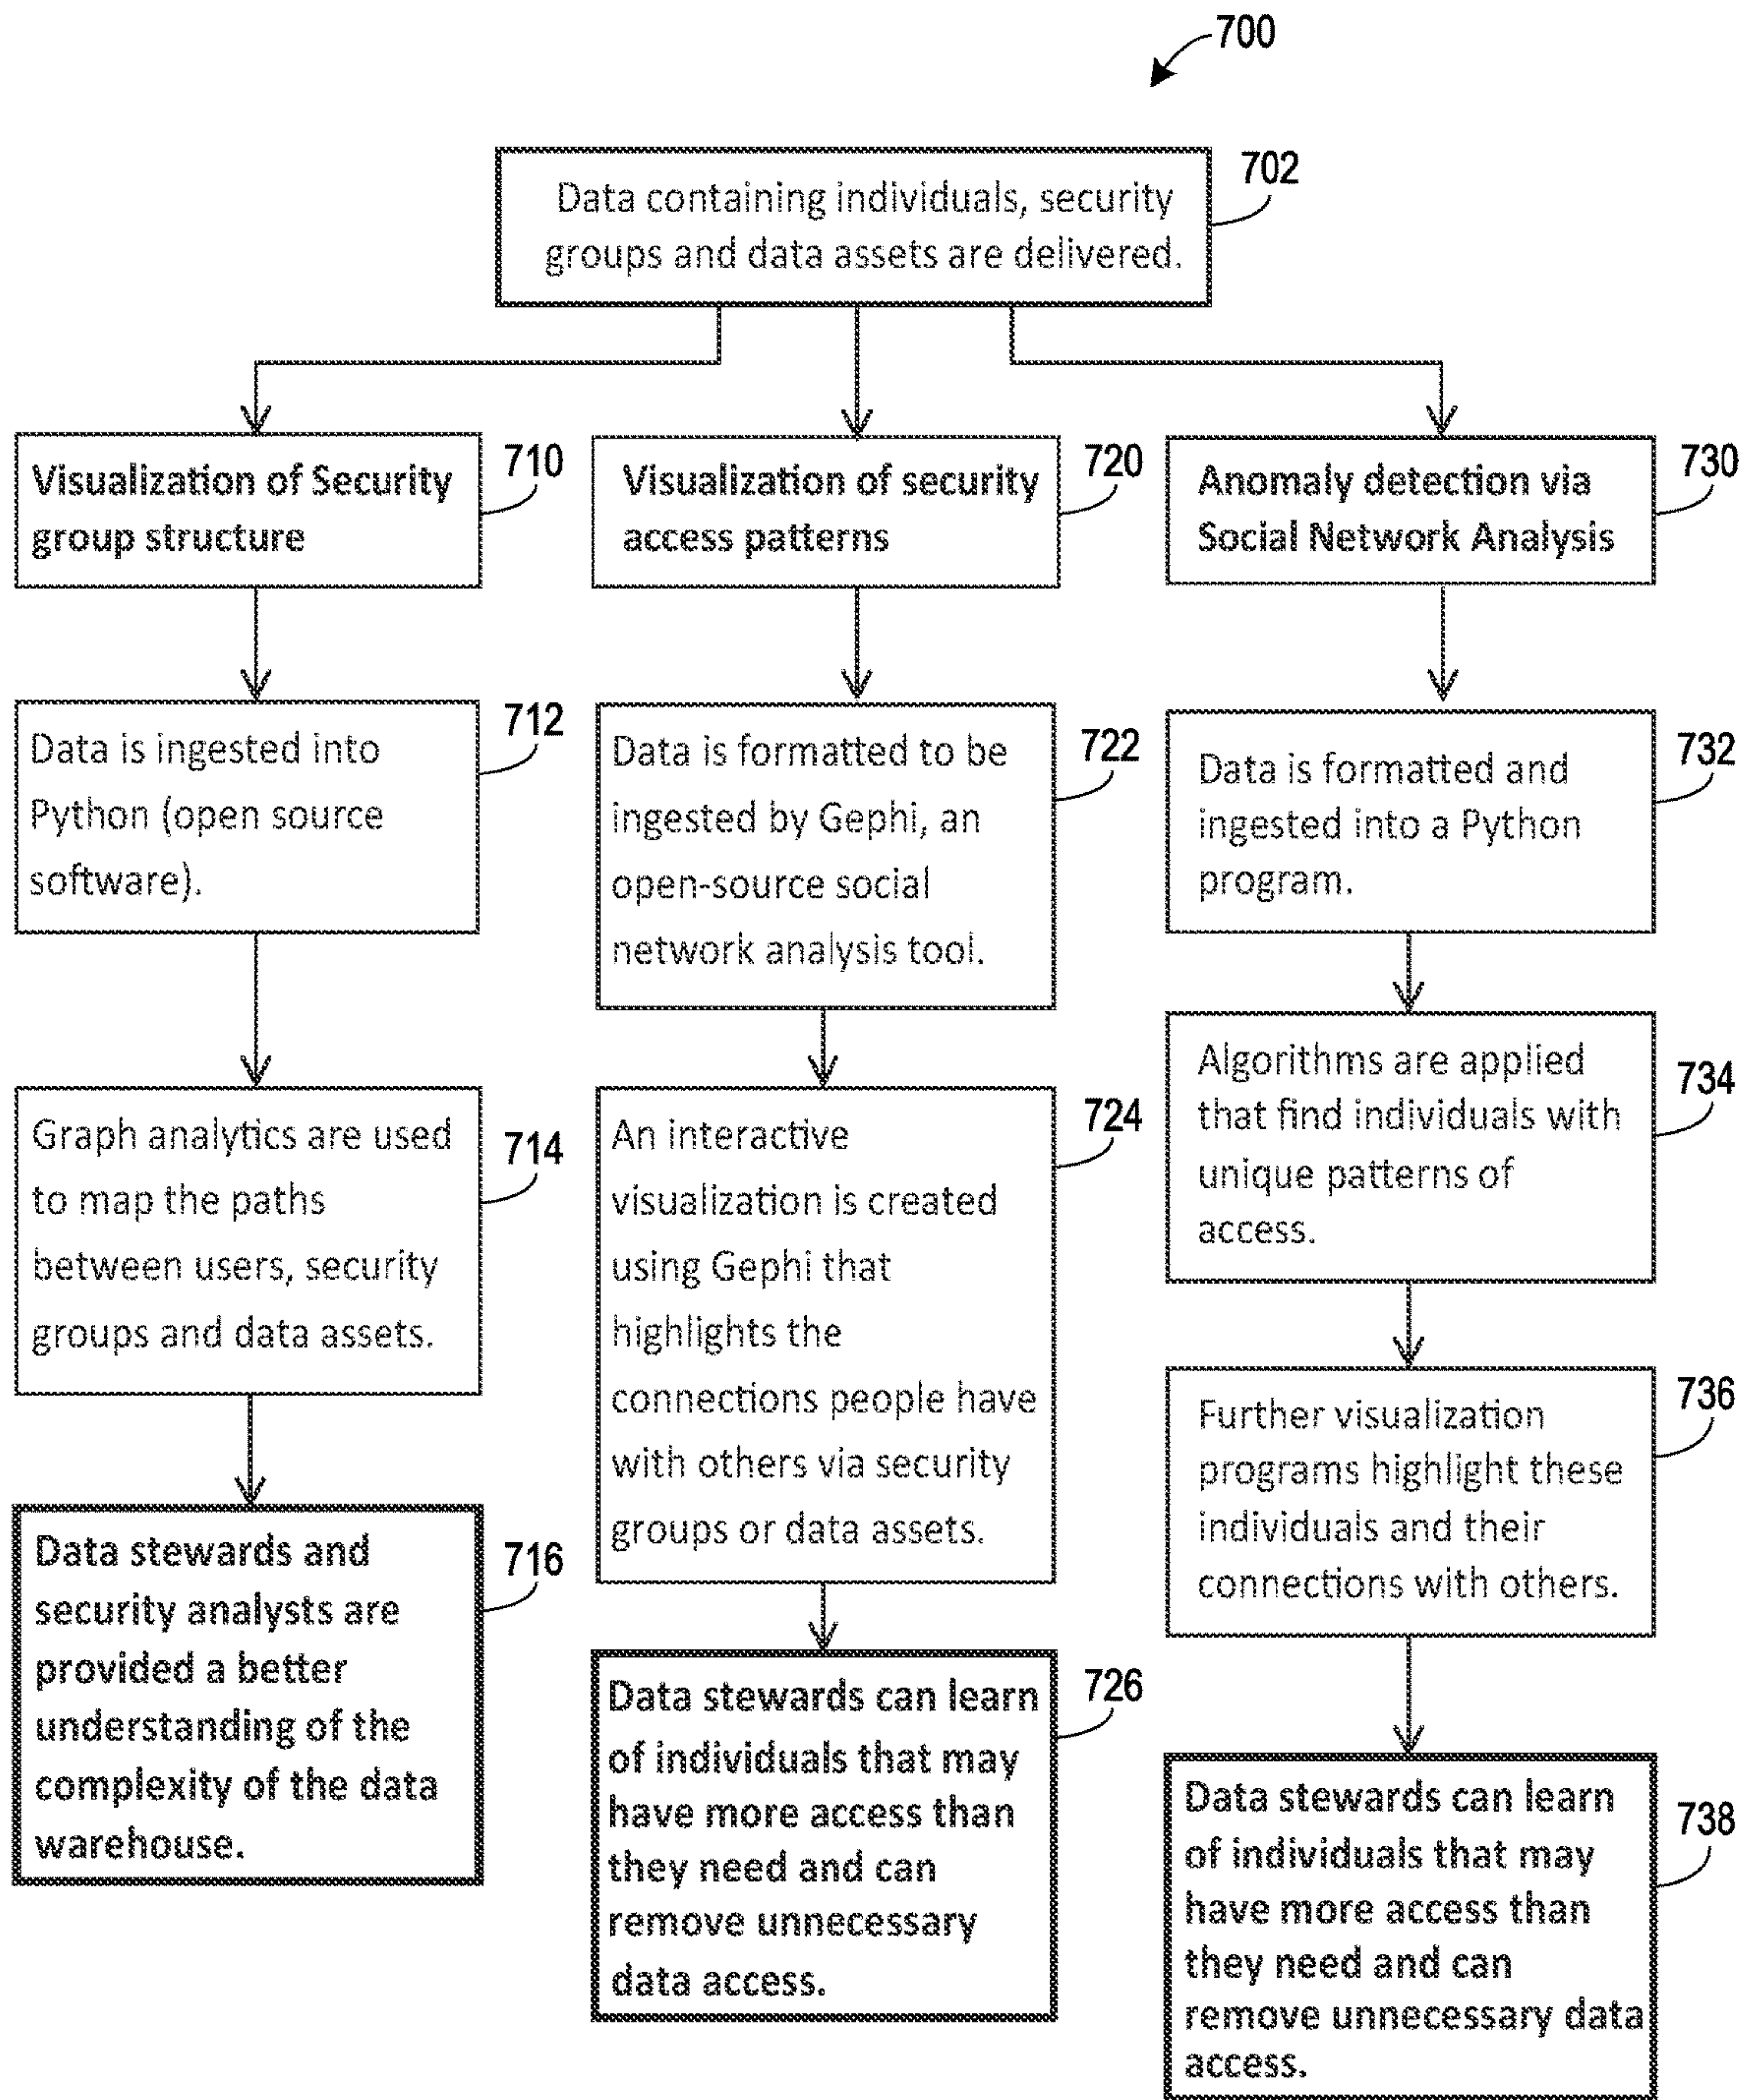 700
702
Data containing individuals, security
groups and data assets are delivered.
710
Visualization of Security
group structure
712
Data is ingested into
Python (open source
software).
714
Graph analytics are used
to map the paths
between users, security
groups and data assets.
716
Data stewards and
security analysts are
provided a better
understanding of the
complexity of the data
warehouse.
720
Visualization of security
access patterns
722
Data is formatted to be
ingested by Gephi, an
open-source social
network analysis tool.
724
An interactive
visualization is created
using Gephi that
highlights the
connections people have
with others via security
groups or data assets.
726
Data stewards can learn
of individuals that may
have more access than
they need and can
remove unnecessary
data access.
730
Anomaly detection via
Social Network Analysis
732
Data is formatted and
ingested into a Python
program.
734
Algorithms are applied
that find individuals with
unique patterns of
access.
736
Further visualization
programs highlight these
individuals and their
connections with others.
738
Data stewards can learn
of individuals that may
have more access than
they need and can
remove unnecessary data
access.